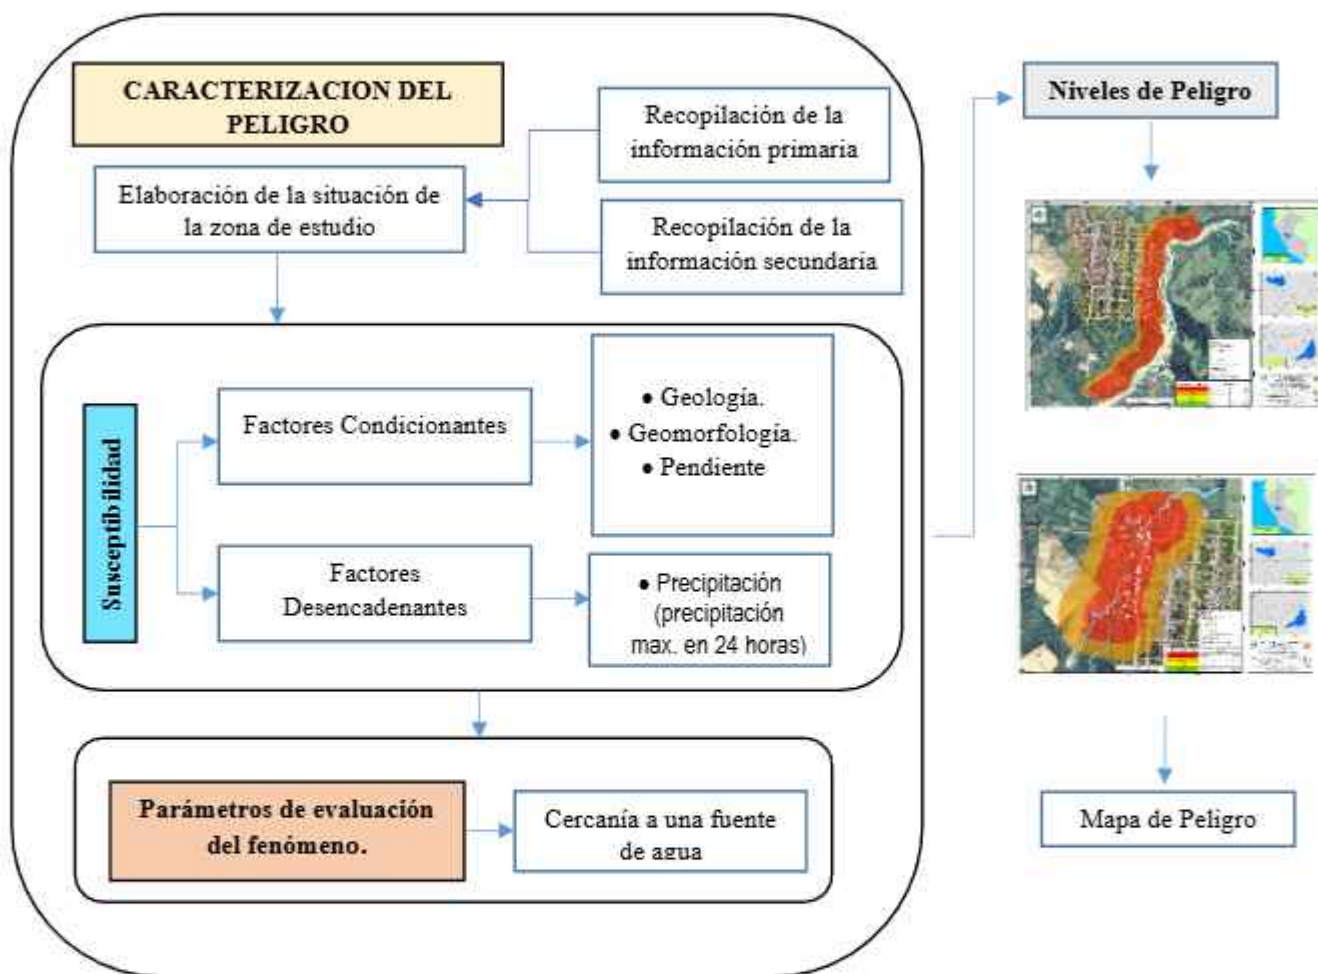 CARACTERIZACION DEL
PELIGRO
Recopilación de la
información primaria
Elaboración de la situación de
la zona de estudio
Recopilación de la
información secundaria
Susceptibilidad
Factores Condicionantes
● Geología.
● Geomorfología.
● Pendiente
Factores
Desencadenantes
● Precipitación
(precipitación
max. en 24 horas)
Parámetros de evaluación
del fenómeno.
Cercanía a una fuente
de agua
Niveles de Peligro
Mapa de Peligro